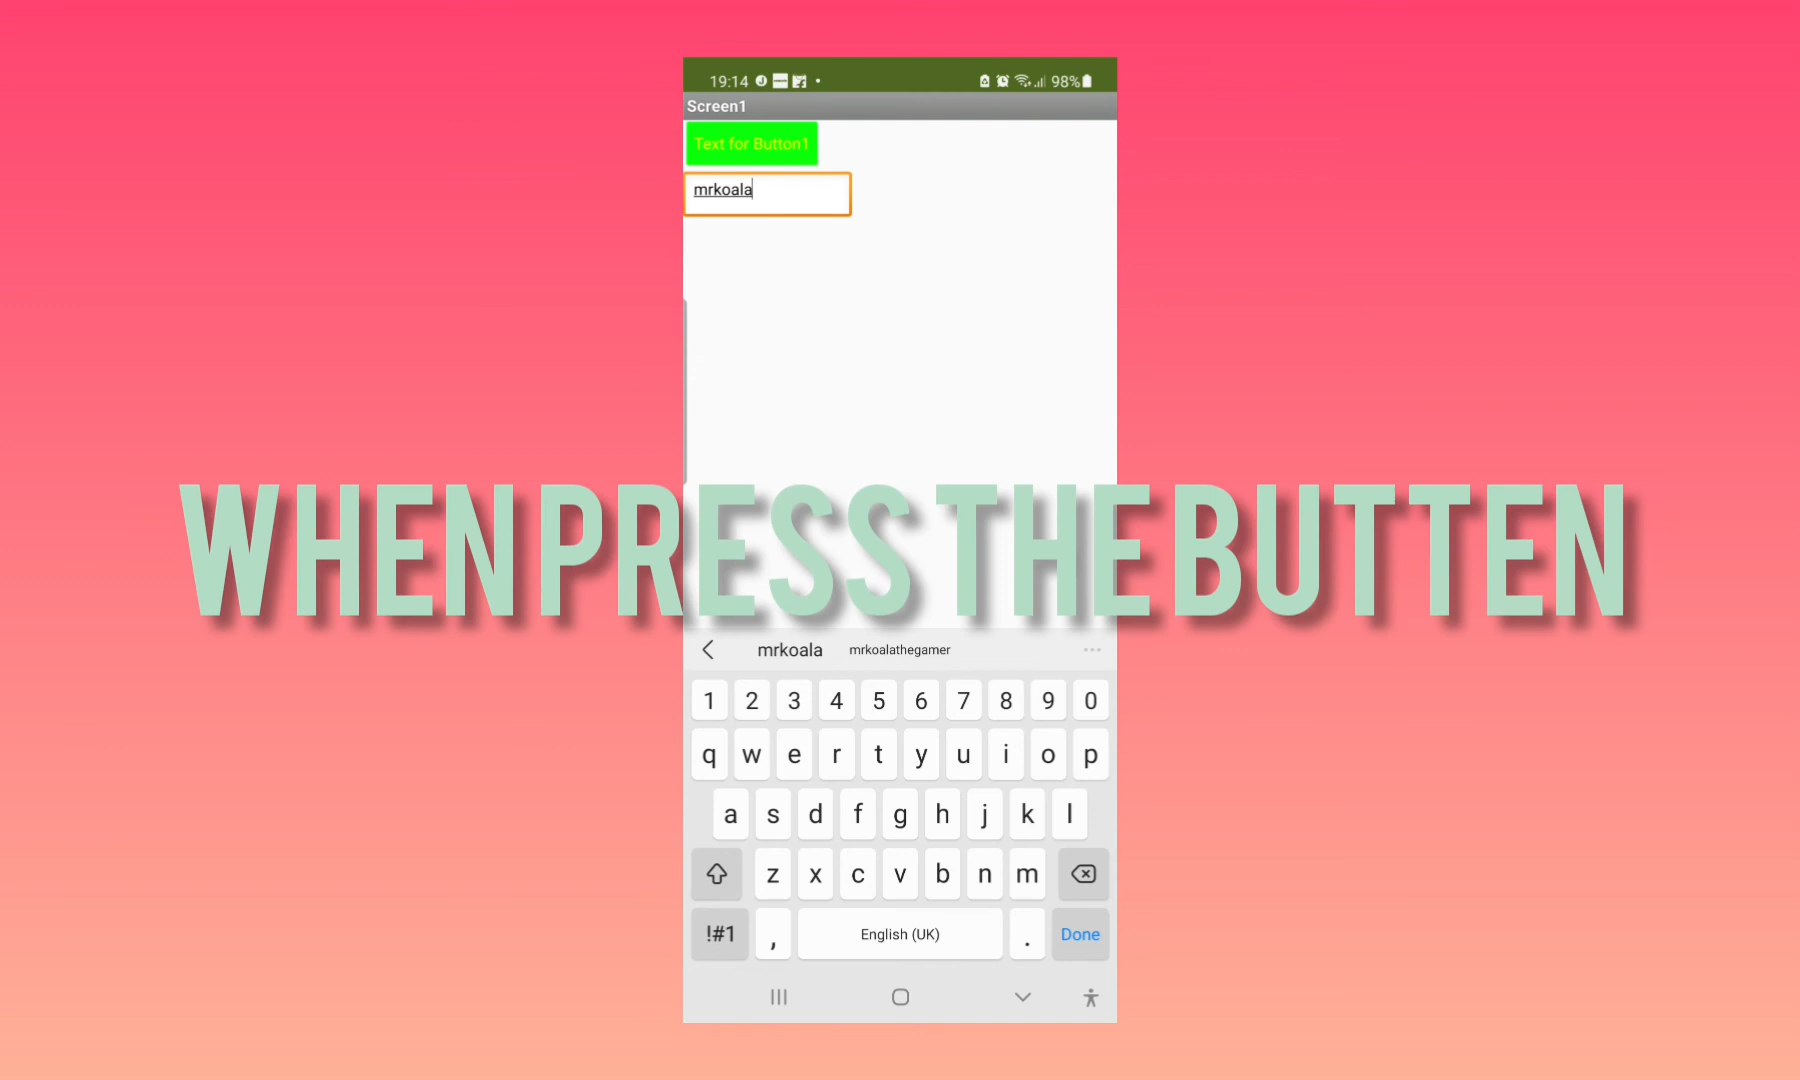 19:14 98%
Screen1
Text for Button1
mrkoala
WHEN PRESS THE BUTTEN
mrkoala mrkoalathegamer
1 2 3 4 5 6 7 8 9 0
q w e r t y u i o p
a s d f g h j k l
z x c v b n m
!#1 , English (UK) . Done